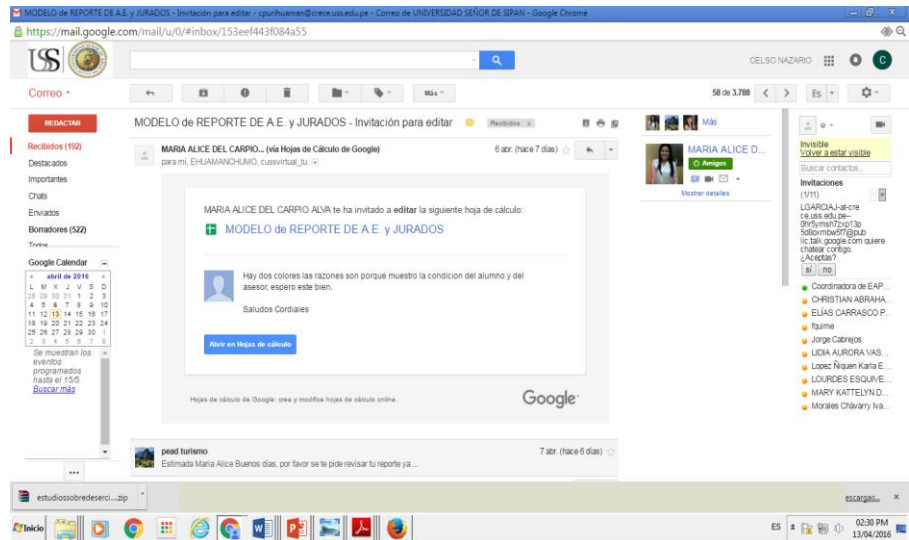 MODELO de REPORTE DE A.E. y JURADOS - Invitación para editar - cpurihuaman@crece.uss.edu.pe - Correo de UNIVERSIDAD SEÑOR DE SIPAN - Google Chrome
https://mail.google.com/mail/u/0/#inbox/153eef443f084a55
USS
CELSO NAZARIO
C
Correo
Más
58 de 3.788
Es
REDACTAR
Recibidos (192)
Destacados
Importantes
Chats
Enviados
Borradores (522)
Todos
Google Calendar
abril de 2016
L M X J V S D
28 29 30 31 1 2 3
4 5 6 7 8 9 10
11 12 13 14 15 16 17
18 19 20 21 22 23 24
25 26 27 28 29 30 1
2 3 4 5 6 7 8
Se muestran los
eventos
programados
hasta el 15/5.
Buscar más
MODELO de REPORTE DE A.E. y JURADOS - Invitación para editar
Recibidos x
MARIA ALICE DEL CARPIO... (vía Hojas de Cálculo de Google)
6 abr. (hace 7 días)
para mí, EHUAMANCHUMO, cussvirtual_tu.
MARIA ALICE DEL CARPIO ALVA te ha invitado a editar la siguiente hoja de cálculo:
MODELO de REPORTE DE A.E. y JURADOS
Hay dos colores las razones son porque muestro la condicion del alumno y del
asesor, espero este bien.
Saludos Cordiales
Abrir en Hojas de cálculo
Hojas de cálculo de Google: crea y modifica hojas de cálculo online.
Google
pead turismo
7 abr. (hace 6 días)
Estimada Maria Alice Buenos días, por favor se te pide revisar tu reporte ya ...
Más
MARIA ALICE D...
Amigos
Mostrar detalles
Invisible
Volver a estar visible
Buscar contactos...
Invitaciones
(1/11)
LGARCIAJ-at-cre
ce.uss.edu.pe--
lic.talk.google.com quiere
chatear contigo.
¿Aceptas?
sí no
Coordinadora de EAP...
CHRISTIAN ABRAHA...
ELÍAS CARRASCO P...
fquime
Jorge Cabrejos
LIDIA AURORA VAS...
Lopez Ñiquen Karla E...
LOURDES ESQUIVE...
MARY KATTELYN D...
Morales Chávarry Iva...
estudiossobredeserci....zip
escargas...
Inicio
ES
02:30 PM
13/04/2016